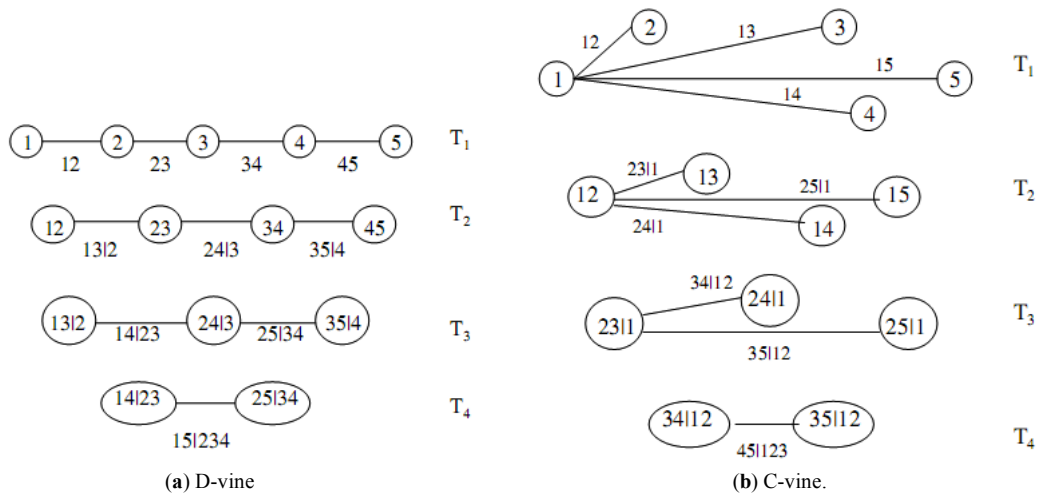 1 2 3 4 5 T1
12 23 34 45
12 23 34 45 T2
13|2 24|3 35|4
13|2 24|3 35|4 T3
14|23 25|34
14|23 25|34 T4
15|234
(a) D-vine
2 3
12 13
1 15 5 T1
14
4
23|1 13
12 25|1 15 T2
24|1 14
34|12 24|1
23|1 25|1 T3
35|12
34|12 35|12 T4
45|123
(b) C-vine.